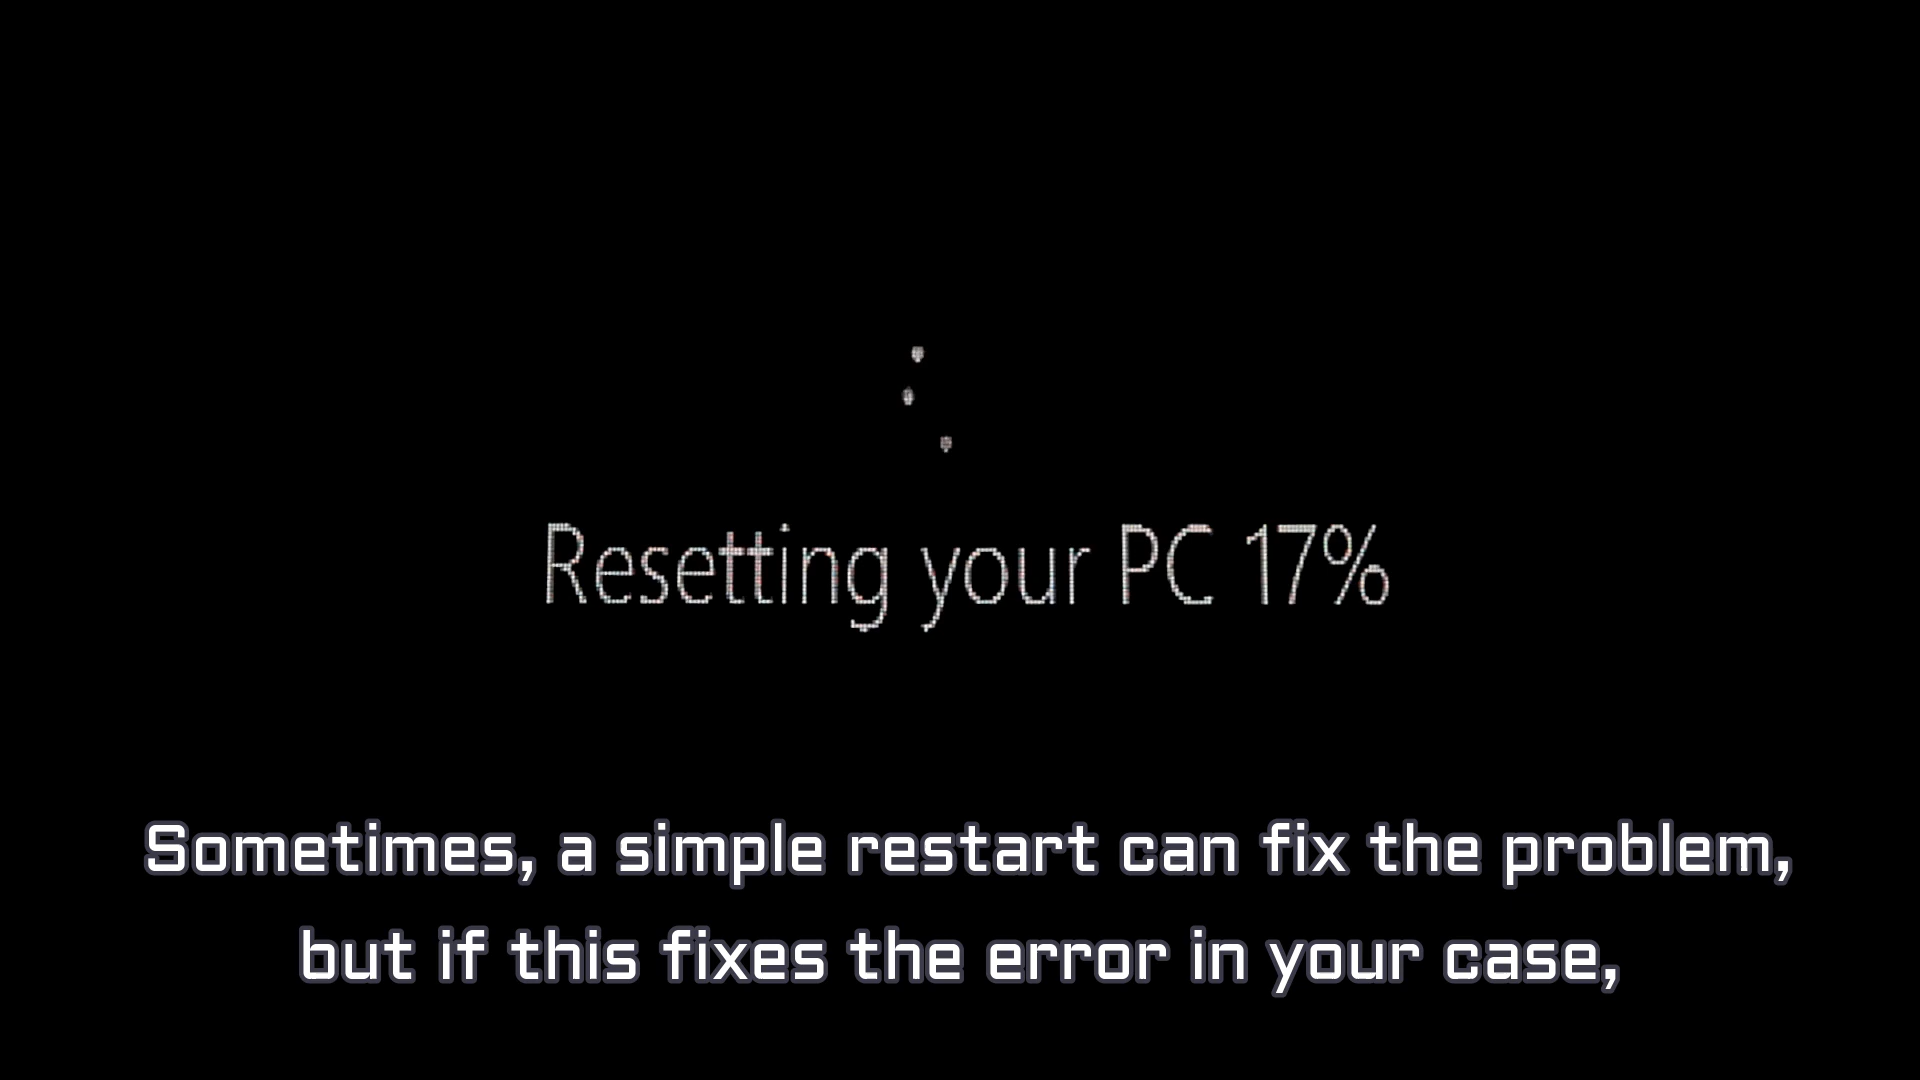 Resetting your PC 17%
Sometimes, a simple restart can fix the problem,
but if this fixes the error in your case,